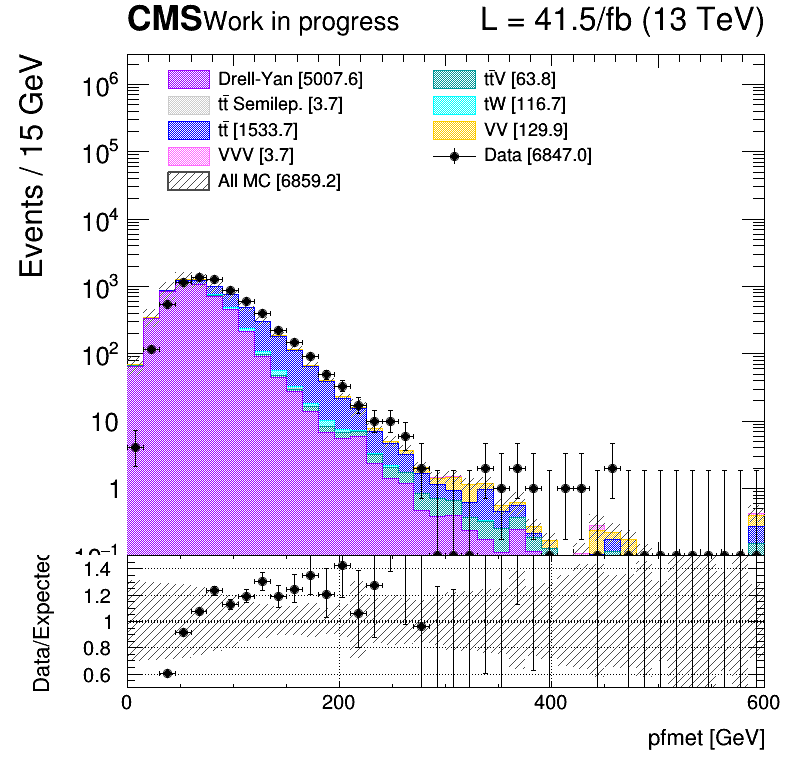 CMS Work in progress L = 41.5/fb (13 TeV)
Events / 15 GeV
Drell-Yan [5007.6]
tt̄ Semilep. [3.7]
tt̄ [1533.7]
VVV [3.7]
All MC [6859.2]
tt̄V [63.8]
tW [116.7]
VV [129.9]
Data [6847.0]
10⁶
10⁵
10⁴
10³
10²
10
1
10⁻¹
Data/Expected
1.4
1.2
1
0.8
0.6
0 200 400 600
pfmet [GeV]